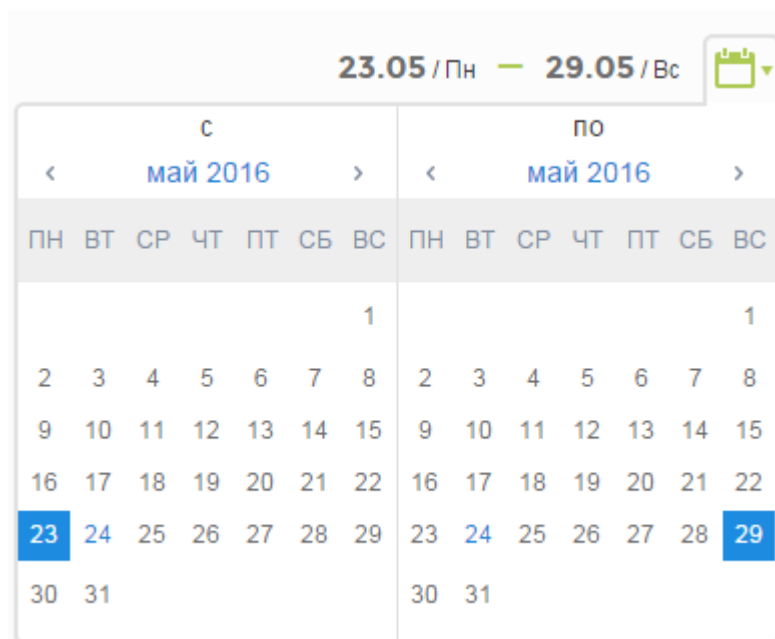 23.05 / Пн — 29.05 / Вс
с по
‹ май 2016 › ‹ май 2016 ›
ПН ВТ СР ЧТ ПТ СБ ВС ПН ВТ СР ЧТ ПТ СБ ВС
1 1
2 3 4 5 6 7 8 2 3 4 5 6 7 8
9 10 11 12 13 14 15 9 10 11 12 13 14 15
16 17 18 19 20 21 22 16 17 18 19 20 21 22
23 24 25 26 27 28 29 23 24 25 26 27 28 29
30 31 30 31